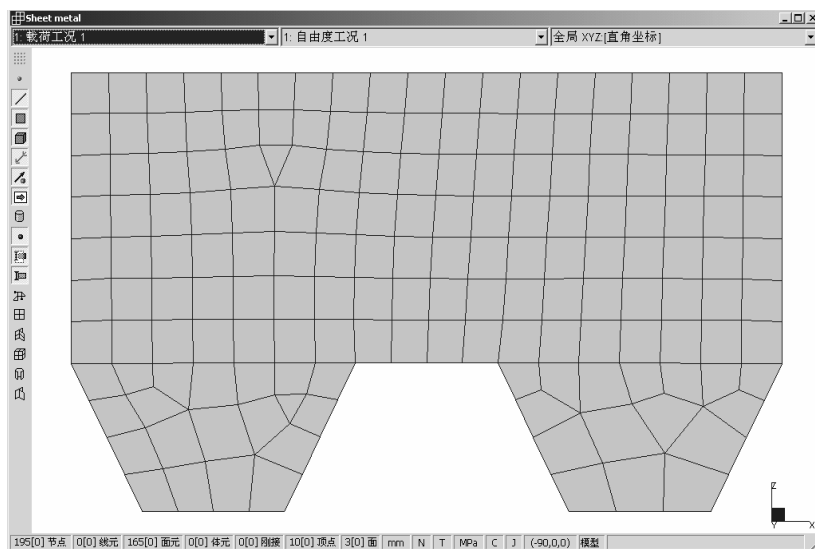 Sheet metal
1: 载荷工况 1 1: 自由度工况 1 全局 XYZ [直角坐标]
Z
Y X
195[0] 节点 0[0] 线元 165[0] 面元 0[0] 体元 0[0] 刚接 10[0] 顶点 3[0] 面 mm N T MPa C J (-90,0,0) 模型